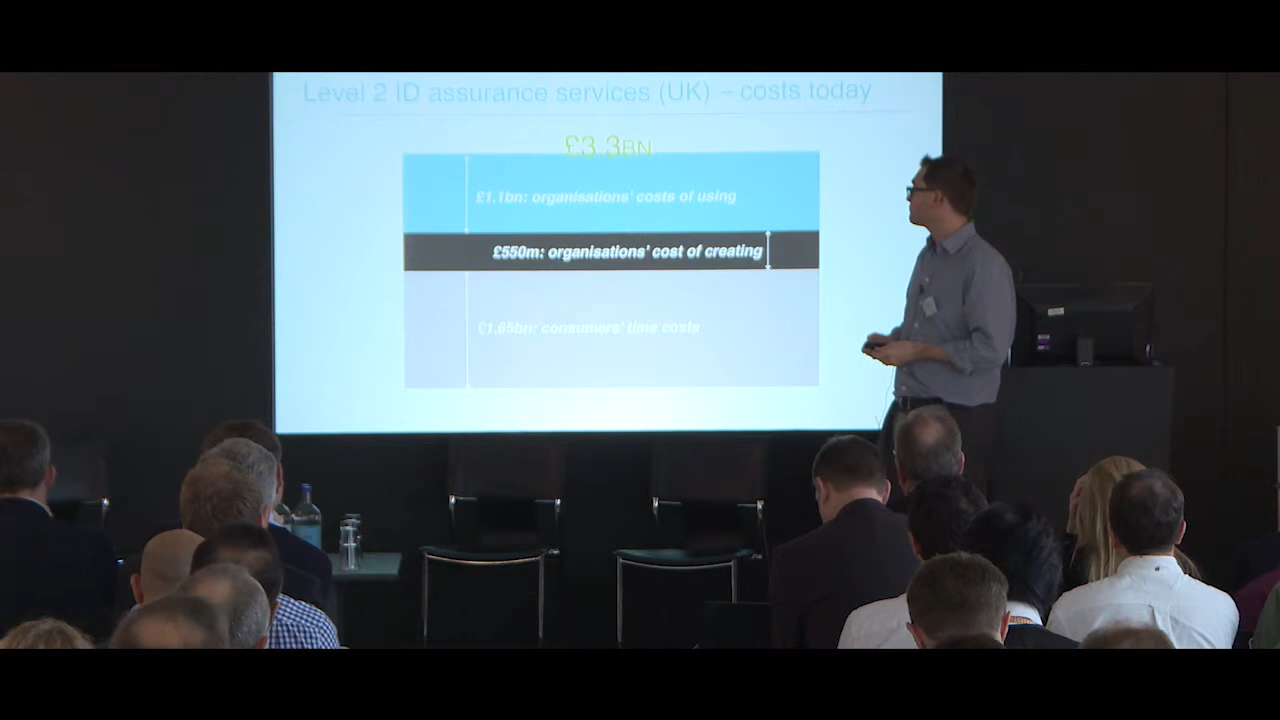 Level 2 ID assurance services (UK) – costs today
£3.3BN
£1.1bn: organisations' costs of using
£550m: organisations' cost of creating
£1.65bn: consumers' time costs